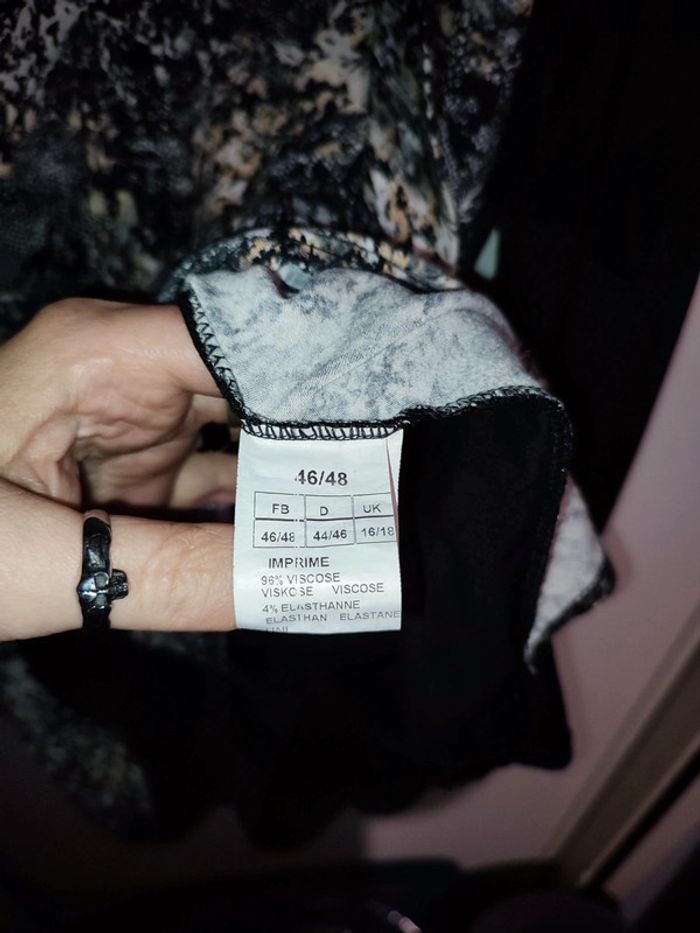 46/48
FB D UK
46/48 44/46 16/18
IMPRIME
96% VISCOSE
VISKOSE VISCOSE
4% ELASTHANNE
ELASTHAN ELASTANE
UNI